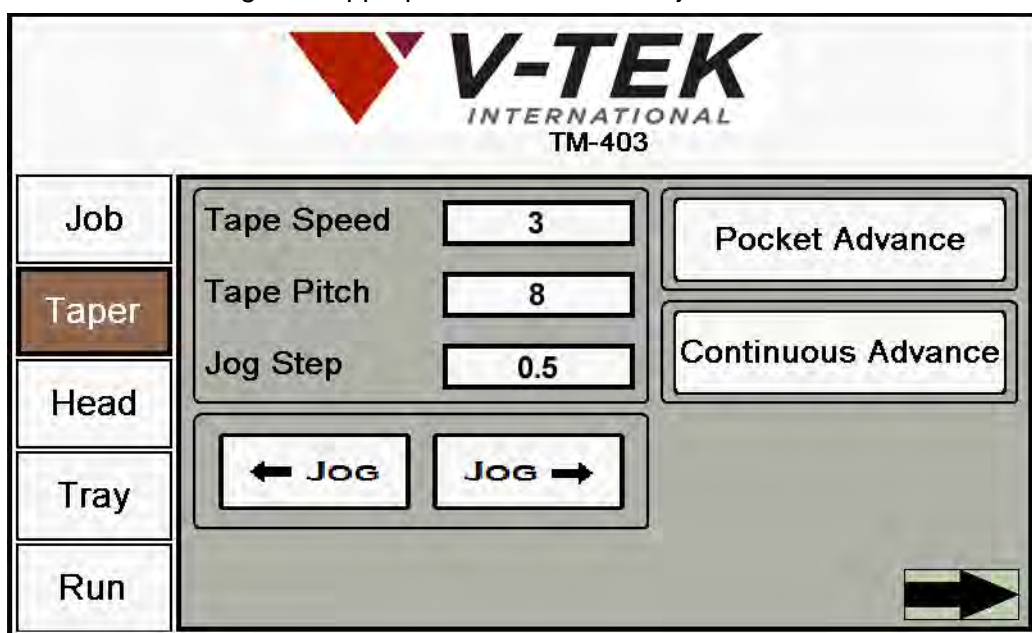 V-TEK
INTERNATIONAL
TM-403
Job
Taper
Head
Tray
Run
Tape Speed 3
Tape Pitch 8
Jog Step 0.5
Jog
Jog
Pocket Advance
Continuous Advance